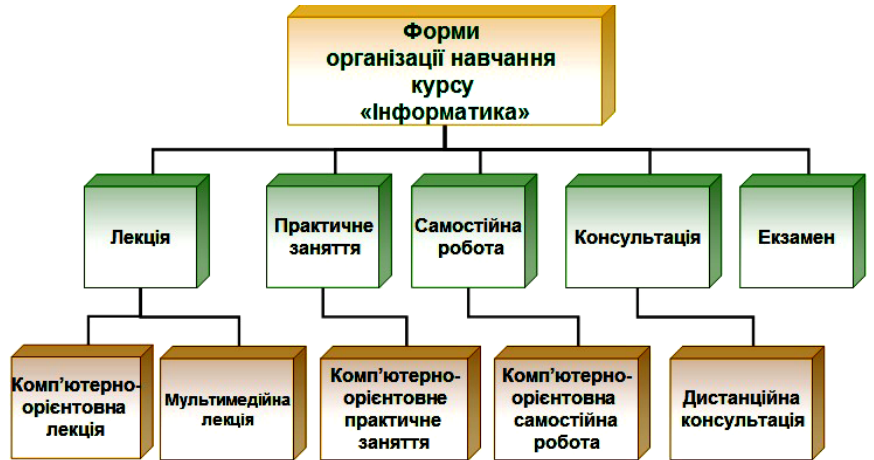 Форми
організації навчання
курсу
«Інформатика»
Лекція
Практичне
заняття
Самостійна
робота
Консультація
Екзамен
Комп’ютерно-
орієнтовна
лекція
Мультимедійна
лекція
Комп’ютерно-
орієнтовне
практичне
заняття
Комп’ютерно-
орієнтовна
самостійна
робота
Дистанційна
консультація